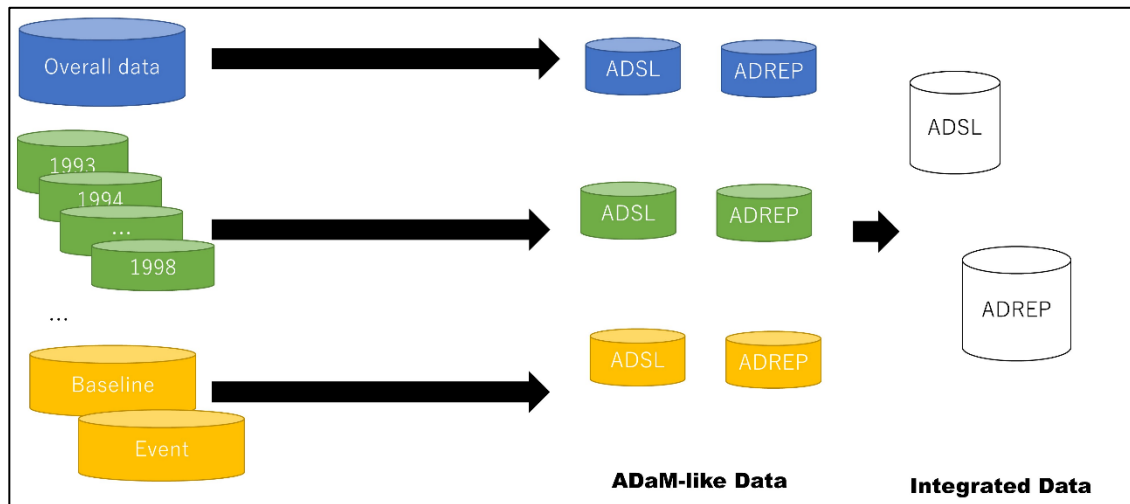 Overall data
ADSL
ADREP
ADSL
1993
1994
...
1998
ADSL
ADREP
ADREP
...
Baseline
Event
ADSL
ADREP
ADaM-like Data
Integrated Data